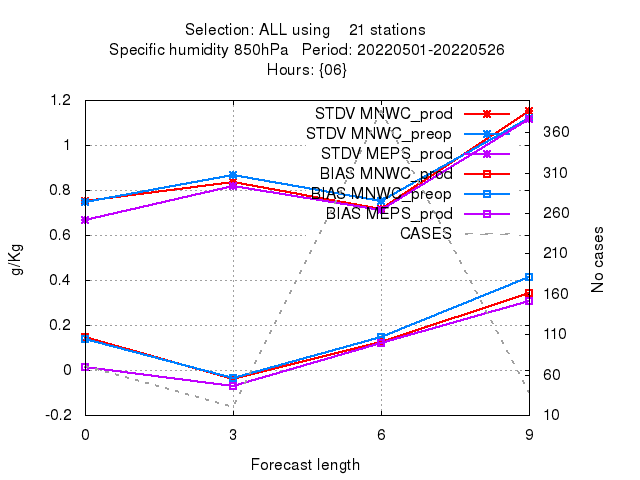 Selection: ALL using    21 stations
Specific humidity 850hPa   Period: 20220501-20220526
Hours: {06}
1.2
1
0.8
0.6
0.4
0.2
0
-0.2
g/Kg
STDV MNWC_prod
STDV MNWC_preop
STDV MEPS_prod
BIAS MNWC_prod
BIAS MNWC_preop
BIAS MEPS_prod
CASES
360
310
260
210
160
110
60
10
No cases
0 3 6 9
Forecast length